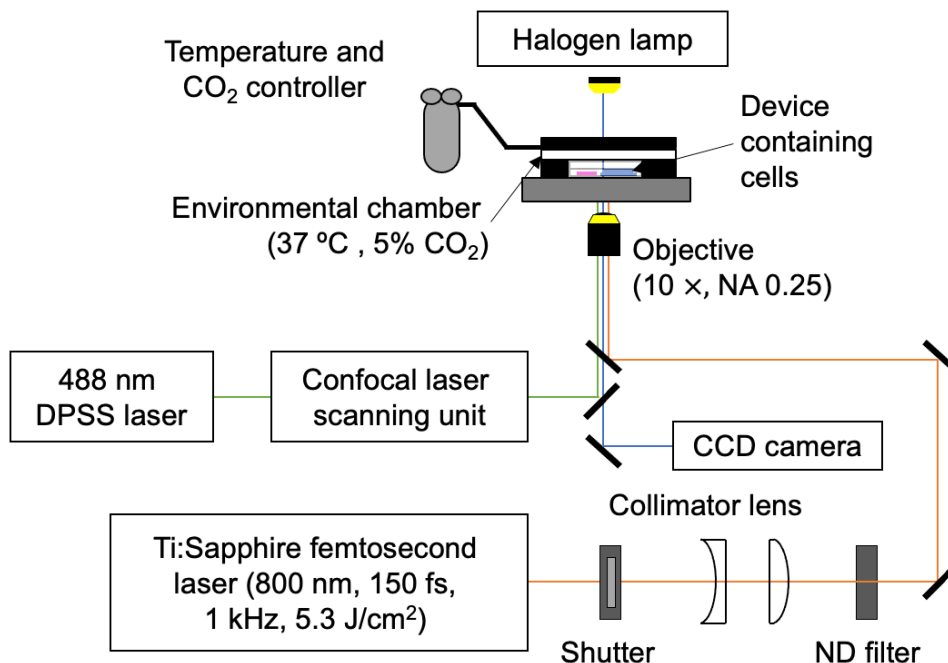 Halogen lamp
Temperature and
CO₂ controller
Device
containing
cells
Environmental chamber
(37 ºC , 5% CO₂)
Objective
(10 ×, NA 0.25)
488 nm
DPSS laser
Confocal laser
scanning unit
CCD camera
Collimator lens
Ti:Sapphire femtosecond
laser (800 nm, 150 fs,
1 kHz, 5.3 J/cm²)
Shutter
ND filter